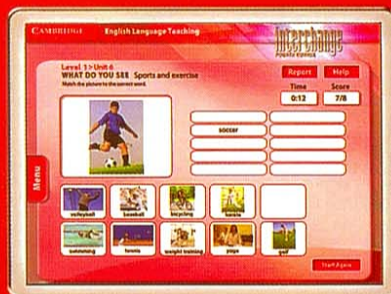 CAMBRIDGE English Language Teaching
Interchange
FOURTH EDITION
Level 1 > Unit 6
WHAT DO YOU SEE Sports and exercise
Match the picture to the correct word.
Report Help
Time Score
0:12 7/8
soccer
Menu
volleyball baseball bicycling karate
swimming tennis weight training yoga golf
Start Again